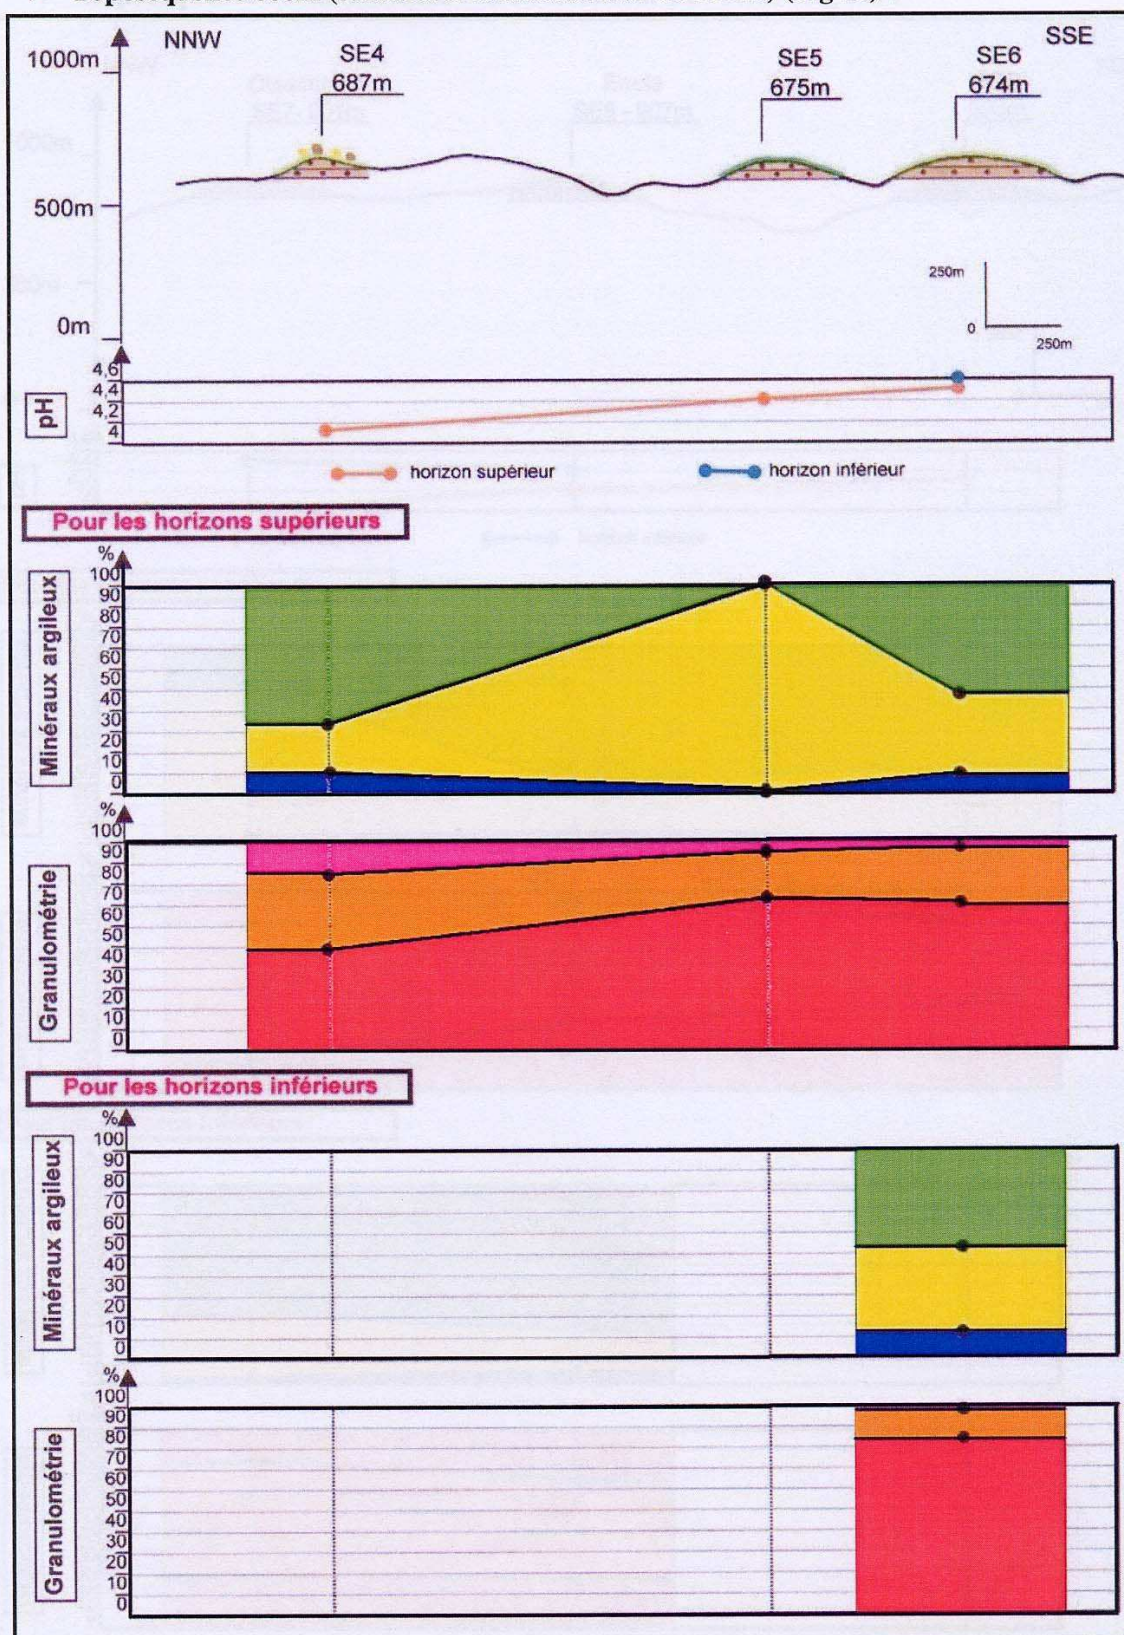 NNW
SSE
SE4
687m
SE5
675m
SE6
674m
1000m
500m
0m
250m
0
250m
pH
4,6
4,4
4,2
4
horizon supérieur
horizon inférieur
Pour les horizons supérieurs
Minéraux argileux
%
100
90
80
70
60
50
40
30
20
10
0
Granulométrie
%
100
90
80
70
60
50
40
30
20
10
0
Pour les horizons inférieurs
Minéraux argileux
%
100
90
80
70
60
50
40
30
20
10
0
Granulométrie
%
100
90
80
70
60
50
40
30
20
10
0